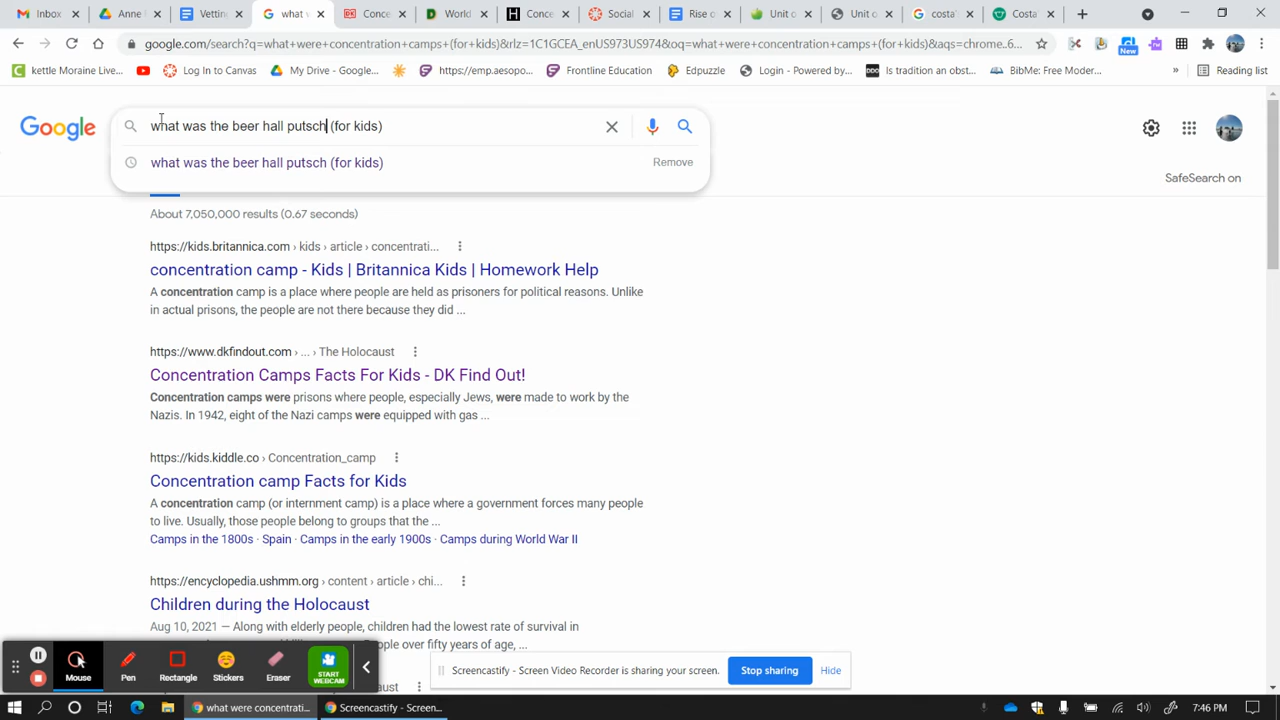 Inbox
Drive
Vettin
what v
Conce
World
Conce
Social
Rise o
Unit o
Unit o
costa'
Costa'
google.com/search?q=what+were+concentration+camps+(for+kids)&rlz=1C1GCEA_enUS973US974&oq=what+were+concentration+camps+(for+kids)&aqs=chrome..6...
New
kettle Moraine Live...
Log In to Canvas
My Drive - Google...
https://emp.aesopo...
Frontline Education
Edpuzzle
Login - Powered by...
DDO
Is tradition an obst...
BibMe: Free Moder...
»
Reading list
Google
what was the beer hall putsch (for kids)
what was the beer hall putsch (for kids)
Remove
SafeSearch on
About 7,050,000 results (0.67 seconds)
https://kids.britannica.com › kids › article › concentrati...
concentration camp - Kids | Britannica Kids | Homework Help
A concentration camp is a place where people are held as prisoners for political reasons. Unlike
in actual prisons, the people are not there because they did ...
https://www.dkfindout.com › ... › The Holocaust
Concentration Camps Facts For Kids - DK Find Out!
Concentration camps were prisons where people, especially Jews, were made to work by the
Nazis. In 1942, eight of the Nazi camps were equipped with gas ...
https://kids.kiddle.co › Concentration_camp
Concentration camp Facts for Kids
A concentration camp (or internment camp) is a place where a government forces many people
to live. Usually, those people belong to groups that the ...
Camps in the 1800s · Spain · Camps in the early 1900s · Camps during World War II
https://encyclopedia.ushmm.org › content › article › chi...
Children during the Holocaust
Aug 10, 2021 — Along with elderly people, children had the lowest rate of survival in
People over fifty years of age, ...
Mouse
Pen
Rectangle
Stickers
Eraser
START
WEBCAM
Screencastify - Screen Video Recorder is sharing your screen.
Stop sharing
Hide
what were concentrati...
Screencastify - Screen...
7:46 PM